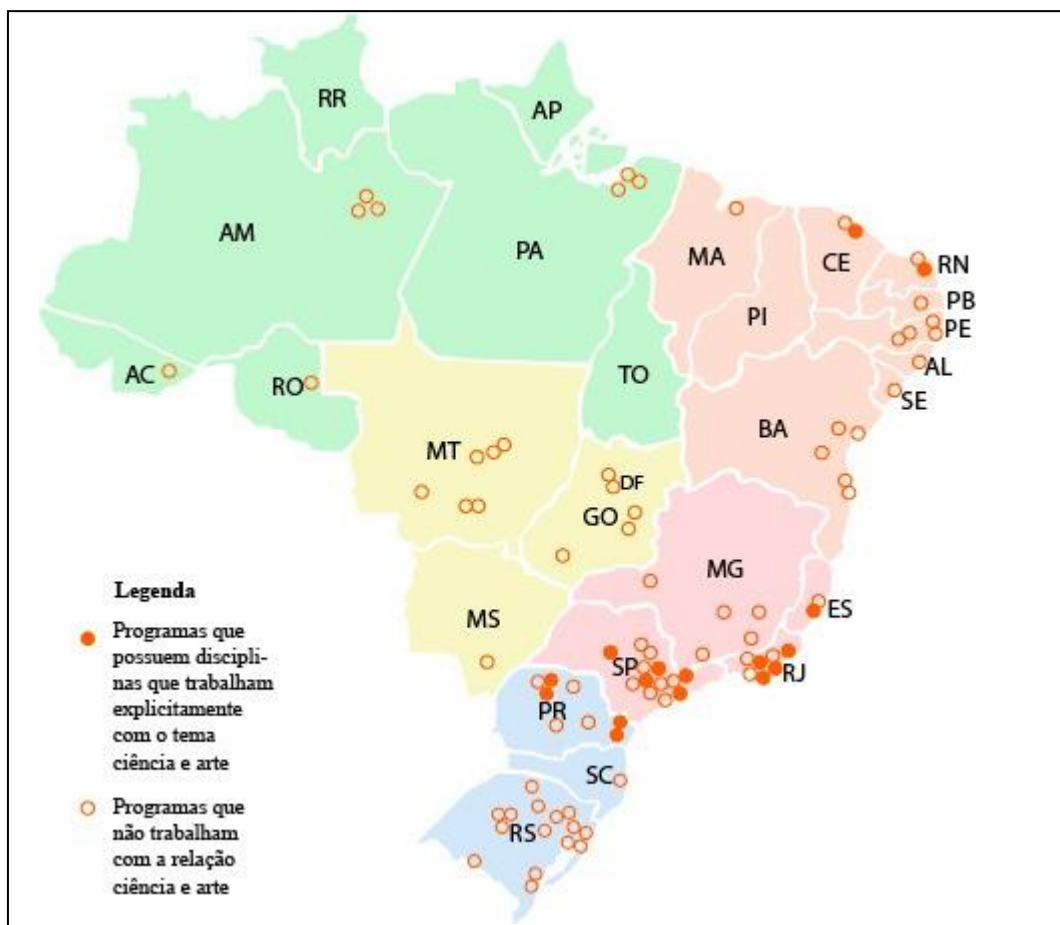 RR
AP
AM
PA
MA
CE
RN
PB
PI
PE
AC
RO
TO
AL
SE
BA
MT
DF
GO
MG
MS
ES
SP
RJ
PR
SC
RS
Legenda
Programas que
possuem discipli-
nas que trabalham
explicitamente
com o tema
ciência e arte
Programas que
não trabalham
com a relação
ciência e arte